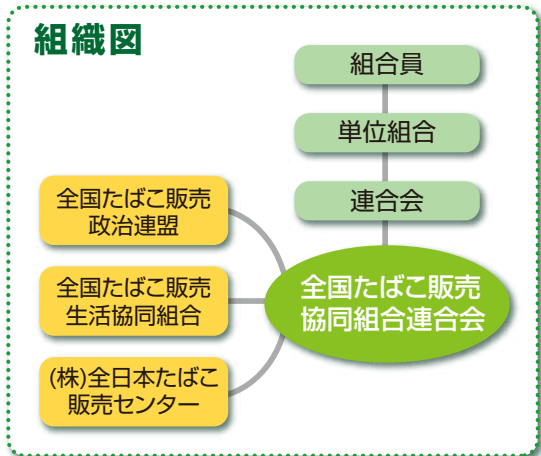 組織図
組合員
単位組合
連合会
全国たばこ販売
協同組合連合会
全国たばこ販売
政治連盟
全国たばこ販売
生活協同組合
(株)全日本たばこ
販売センター